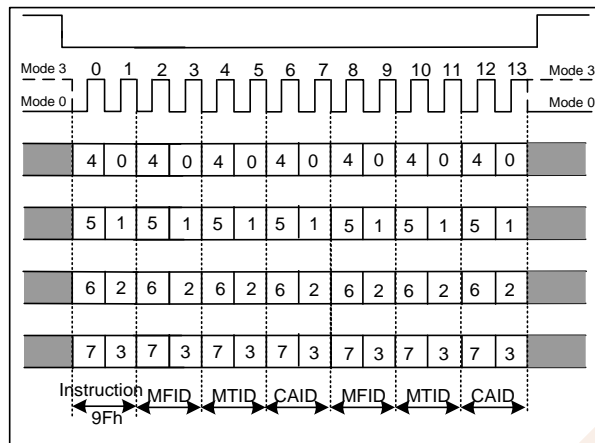 Mode 3 0 1 2 3 4 5 6 7 8 9 10 11 12 13 Mode 3
Mode 0 Mode 0
4 0 4 0 4 0 4 0 4 0 4 0 4 0
5 1 5 1 5 1 5 1 5 1 5 1 5 1
6 2 6 2 6 2 6 2 6 2 6 2 6 2
7 3 7 3 7 3 7 3 7 3 7 3 7 3
Instruction MFID MTID CAID MFID MTID CAID
9Fh